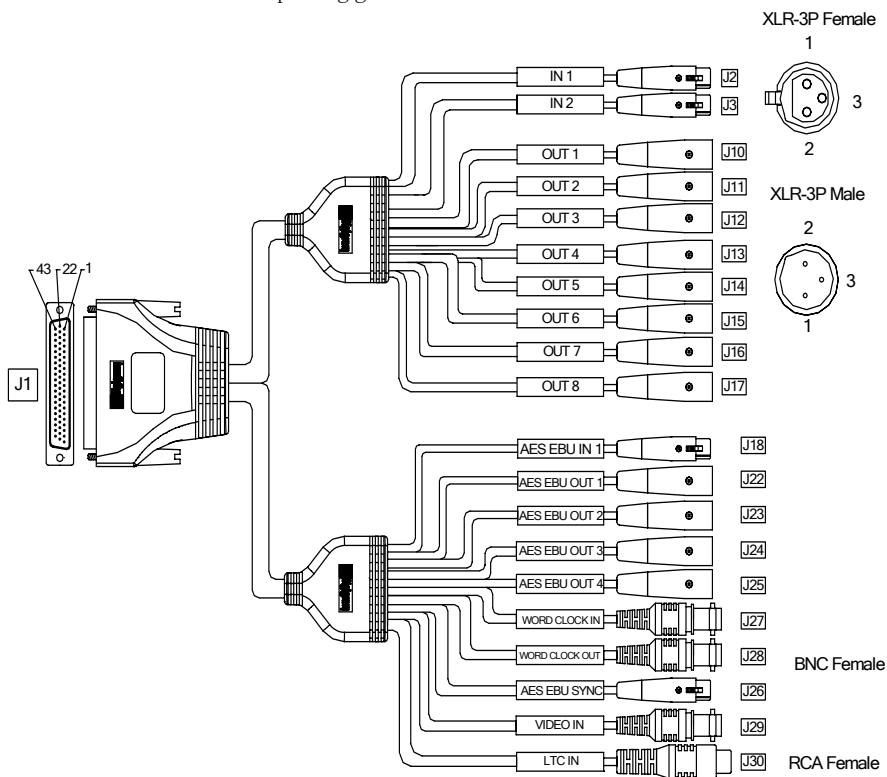 XLR-3P Female
1
IN 1 J2
IN 2 J3
3
2
OUT 1 J10
OUT 2 J11
XLR-3P Male
OUT 3 J12
2
OUT 4 J13
3
43 22 1
OUT 5 J14
OUT 6 J15
1
OUT 7 J16
J1
OUT 8 J17
AES EBU IN 1 J18
AES EBU OUT 1 J22
AES EBU OUT 2 J23
AES EBU OUT 3 J24
AES EBU OUT 4 J25
WORD CLOCK IN J27
WORD CLOCK OUT J28
BNC Female
AES EBU SYNC J26
VIDEO IN J29
LTC IN J30 RCA Female